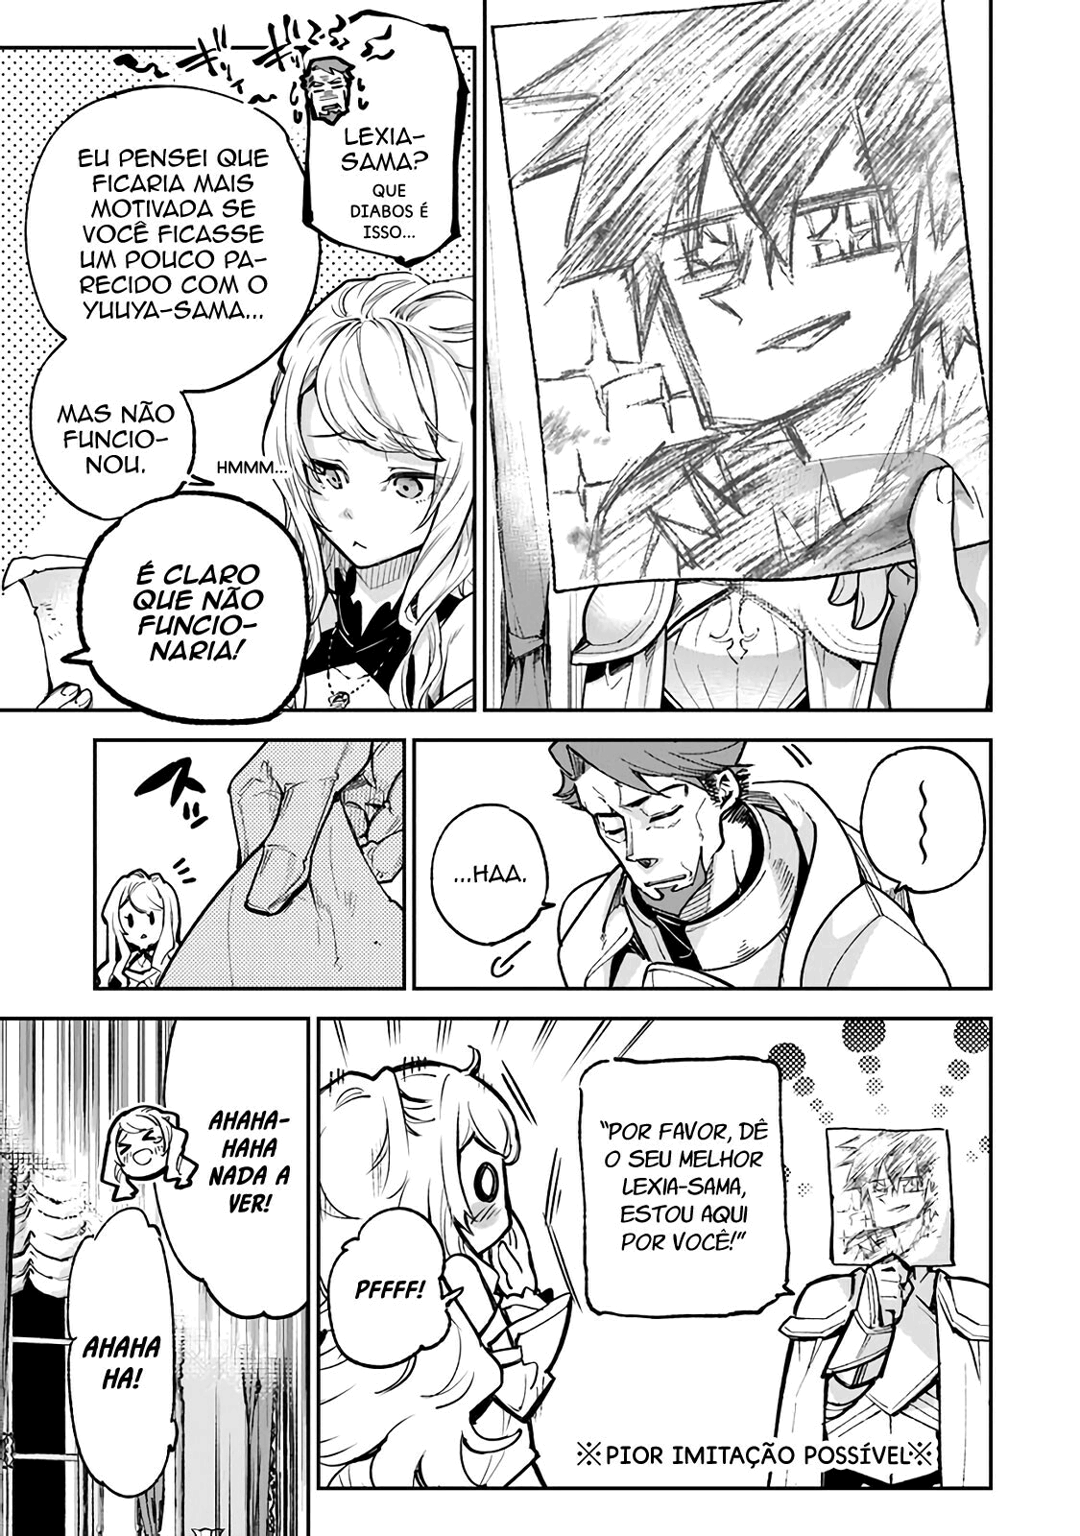 LEXIA-
SAMA?
QUE
DIABOS É
ISSO...
EU PENSEI QUE
FICARIA MAIS
MOTIVADA SE
VOCÊ FICASSE
UM POUCO PA-
RECIDO COM O
YUUYA-SAMA...
MAS NÃO
FUNCIO-
NOU.
HMMM...
É CLARO
QUE NÃO
FUNCIO-
NARIA!
...HAA.
"POR FAVOR, DÊ
O SEU MELHOR
LEXIA-SAMA,
ESTOU AQUI
POR VOCÊ!"
PFFFF!
※PIOR IMITAÇÃO POSSÍVEL※
AHAHA-
HAHA
NADA A
VER!
AHAHA
HA!